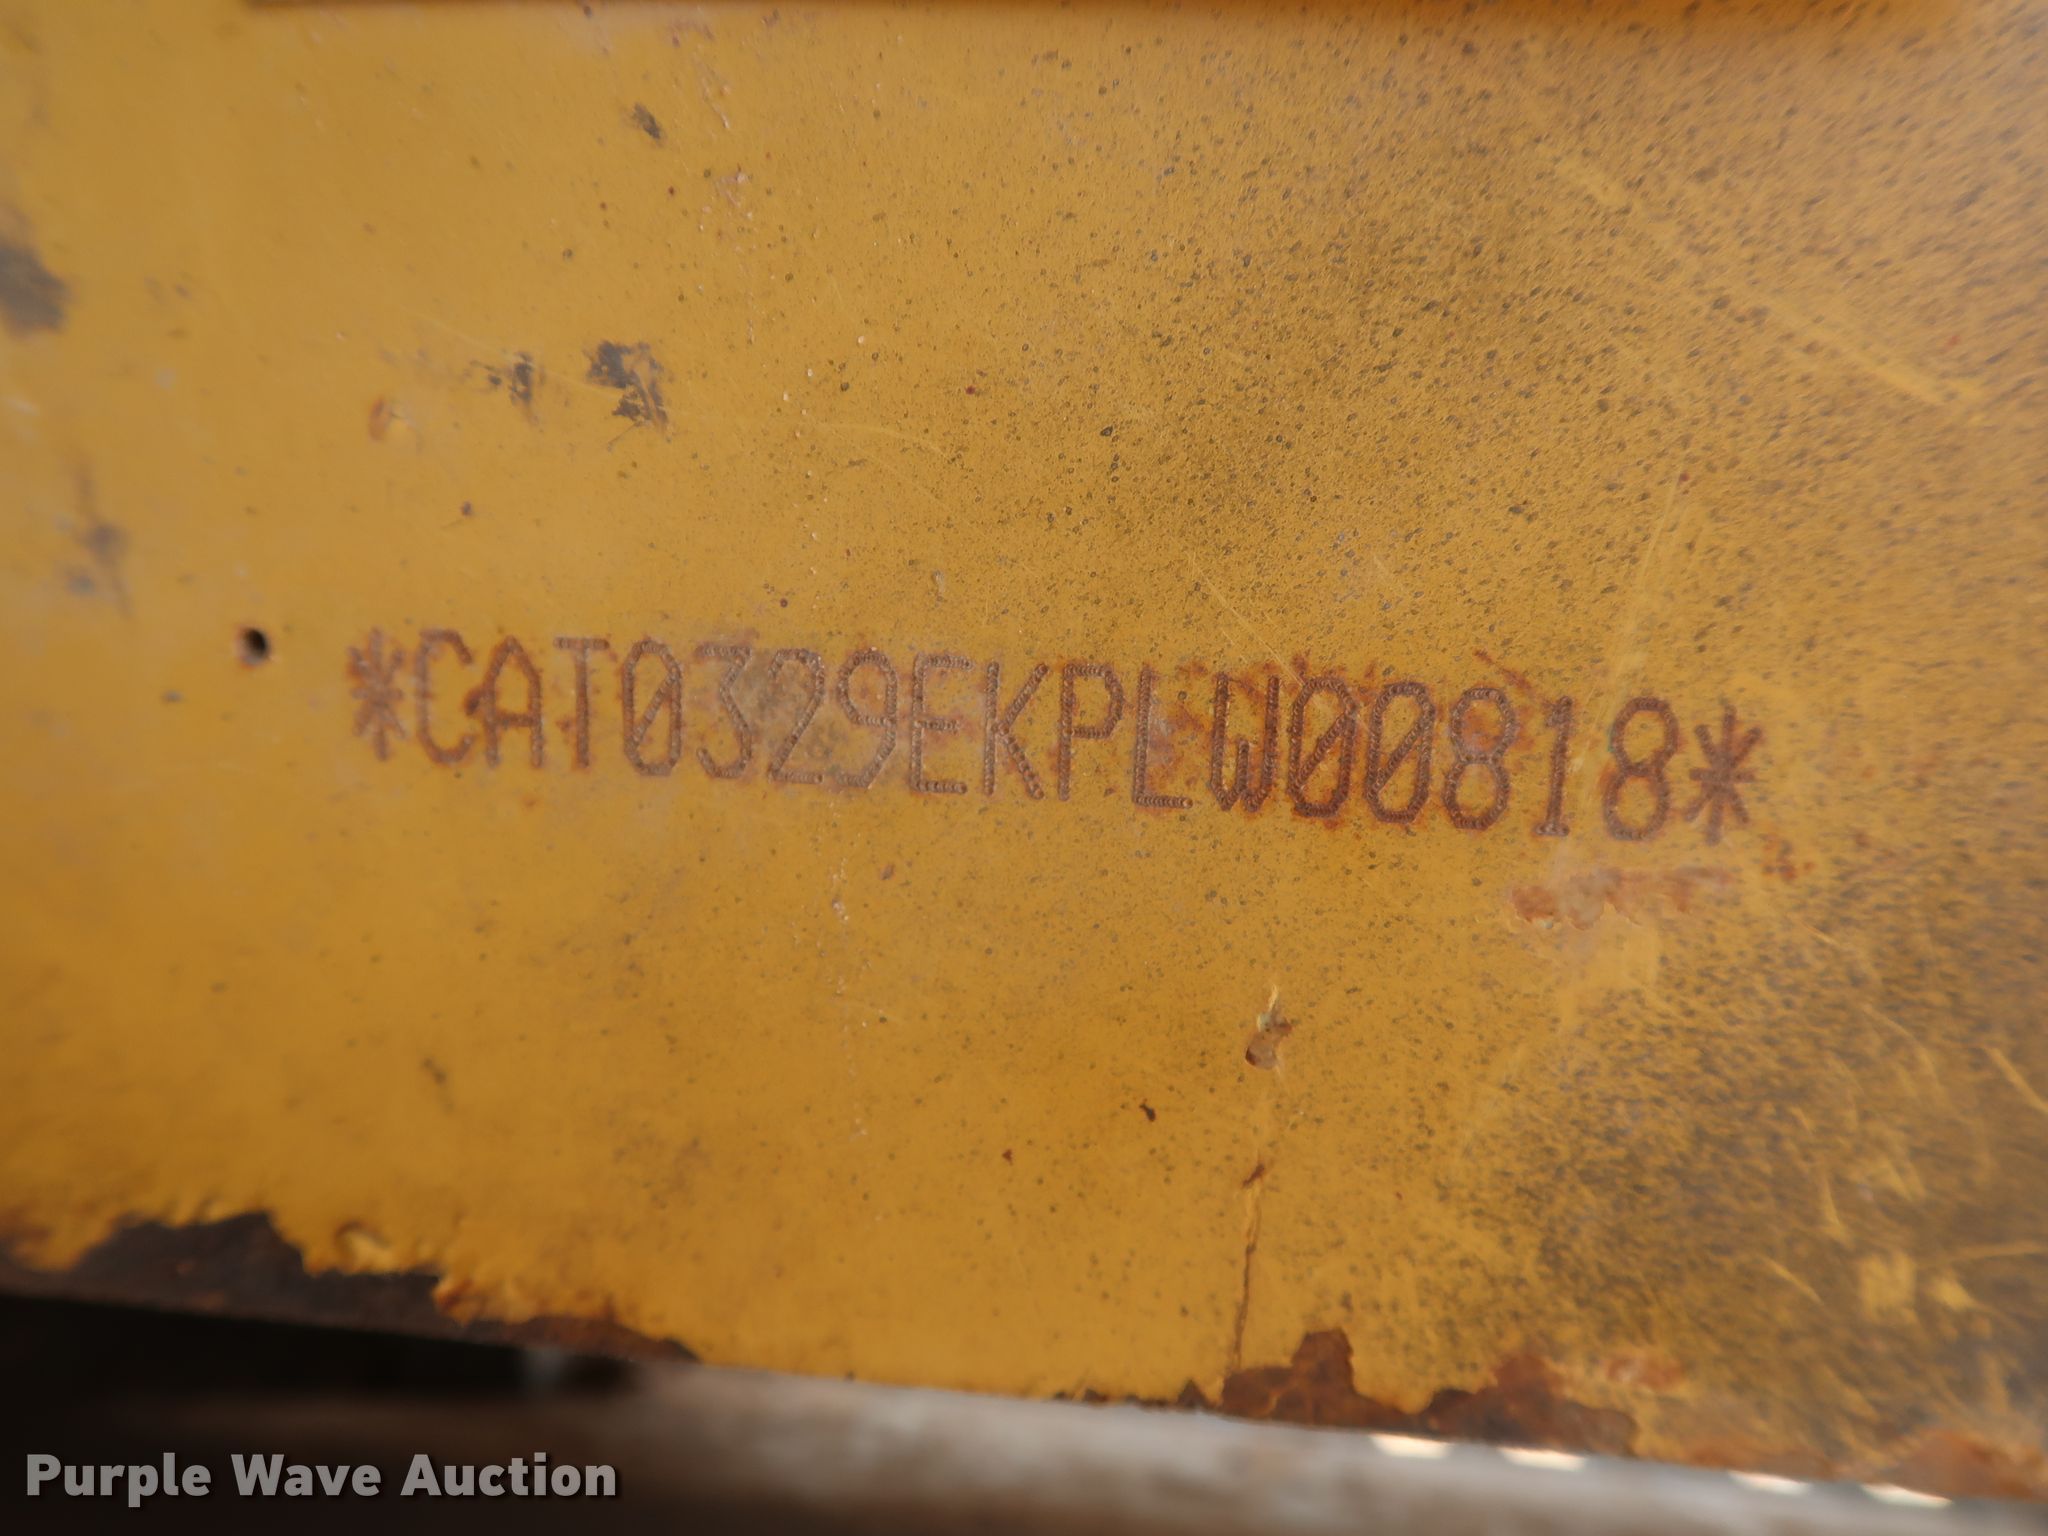 *CAT0329EKPLW00818*
Purple Wave Auction